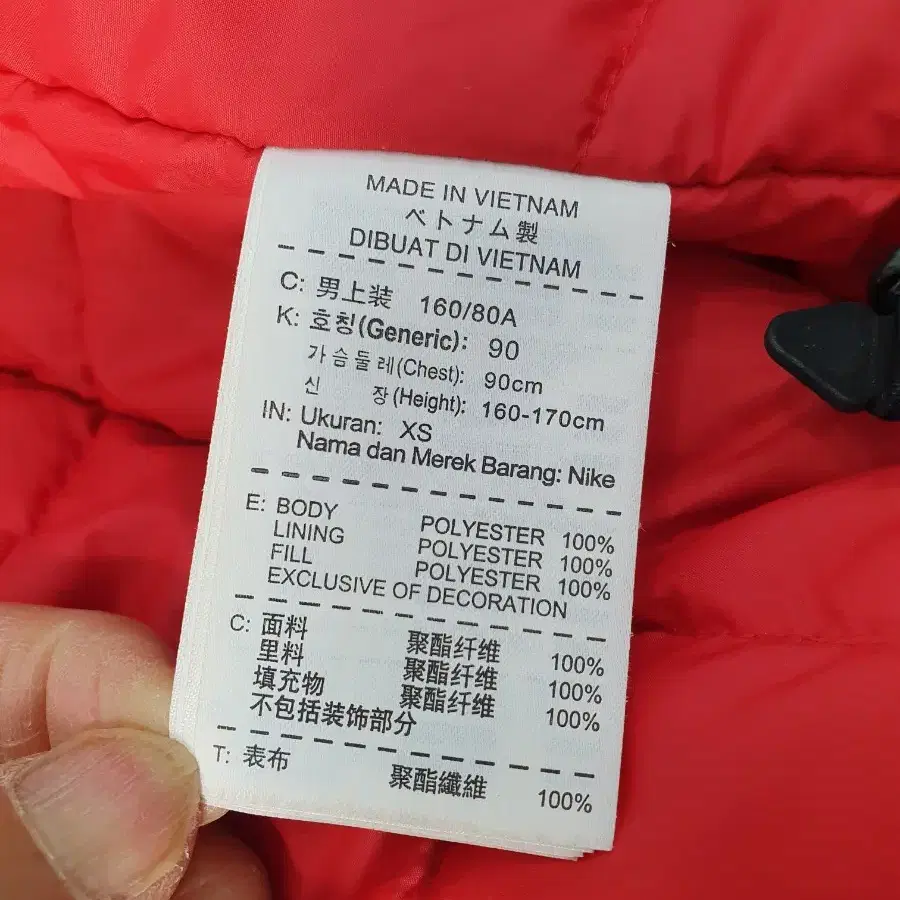 MADE IN VIETNAM
ベトナム製
DIBUAT DI VIETNAM
C: 男上装 160/80A
K: 호칭(Generic): 90
가슴둘레(Chest): 90cm
신 장(Height): 160-170cm
IN: Ukuran: XS
Nama dan Merek Barang: Nike
E: BODY POLYESTER 100%
LINING POLYESTER 100%
FILL POLYESTER 100%
EXCLUSIVE OF DECORATION
C: 面料 聚酯纤维 100%
里料 聚酯纤维 100%
填充物 聚酯纤维 100%
不包括装饰部分
T: 表布 聚酯纖維 100%